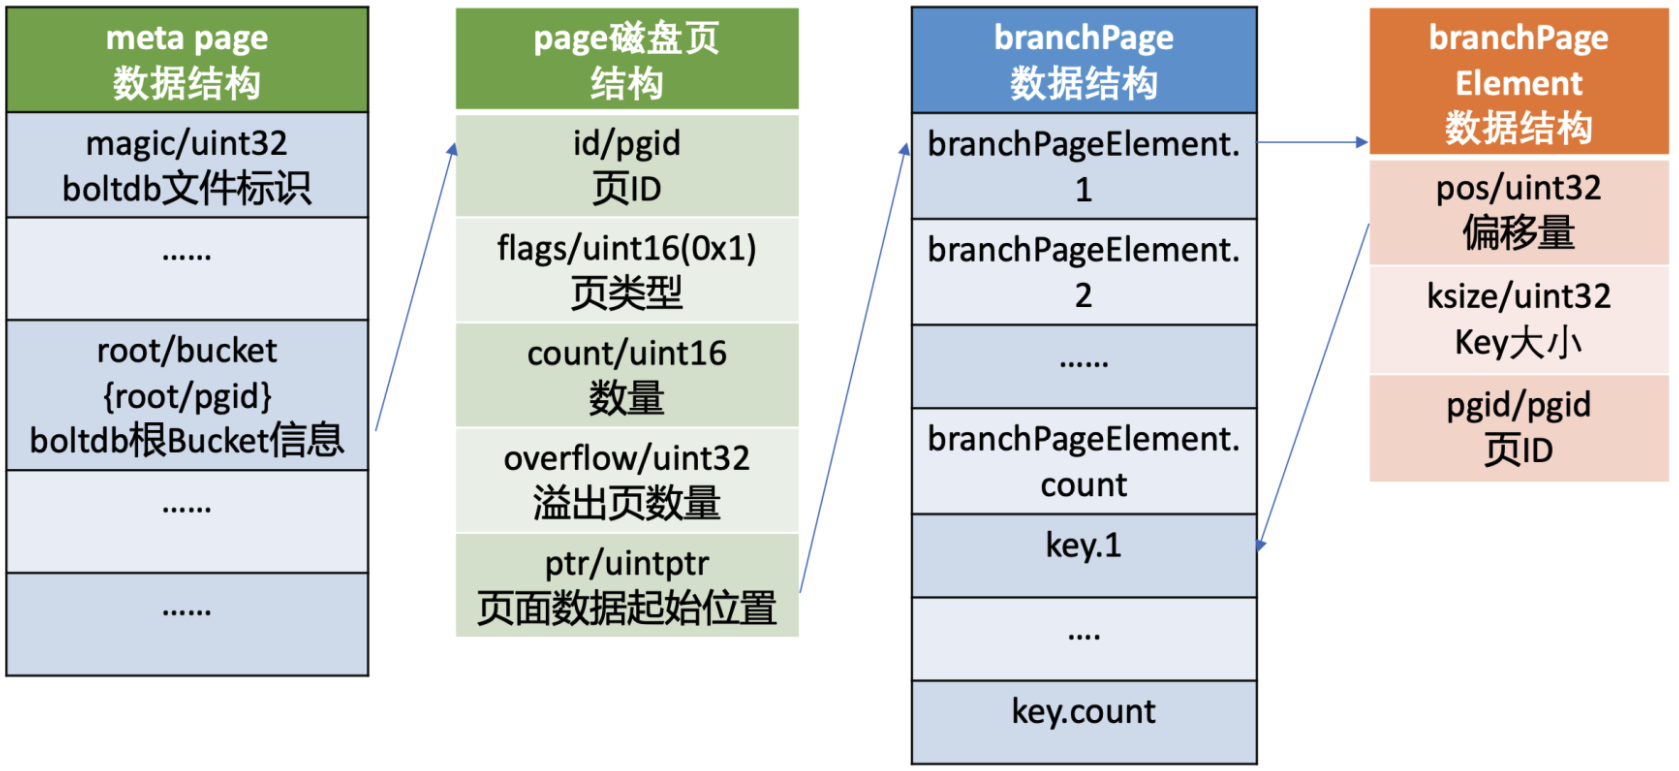 meta page
数据结构
magic/uint32
boltdb文件标识
......
root/bucket
{root/pgid}
boltdb根Bucket信息
......
......
page磁盘页
结构
id/pgid
页ID
flags/uint16(0x1)
页类型
count/uint16
数量
overflow/uint32
溢出页数量
ptr/uintptr
页面数据起始位置
branchPage
数据结构
branchPageElement.
1
branchPageElement.
2
......
branchPageElement.
count
key.1
....
key.count
branchPage
Element
数据结构
pos/uint32
偏移量
ksize/uint32
Key大小
pgid/pgid
页ID